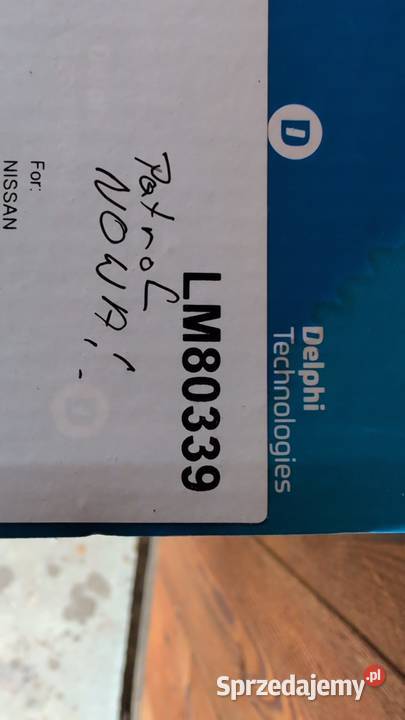 D
Delphi
Technologies
LM80339
Patrol
NOWA!
For:
NISSAN
Sprzedajemy.pl